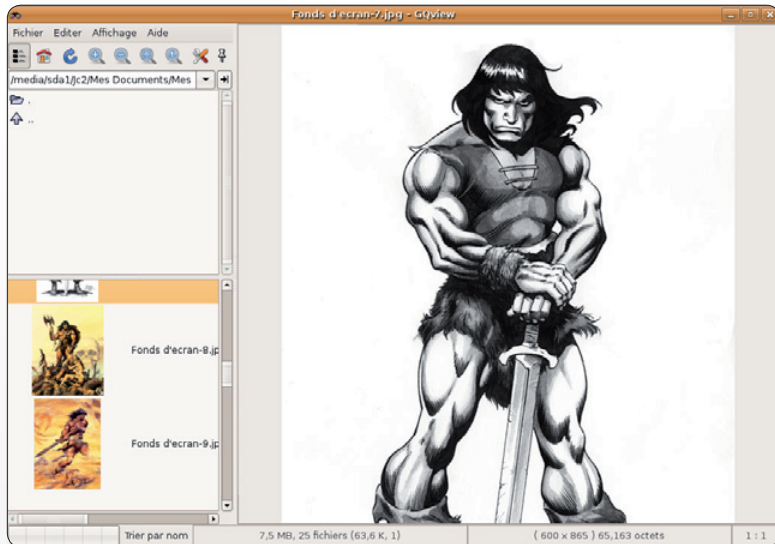 Fonds d'ecran-7.jpg - GQview
Fichier Editer Affichage Aide
/media/sda1/Jc2/Mes Documents/Mes
.
..
Fonds d'ecran-8.jp
Fonds d'ecran-9.jp
Trier par nom
7,5 MB, 25 fichiers (63,6 K, 1)
( 600 x 865 ) 65,163 octets
1 : 1